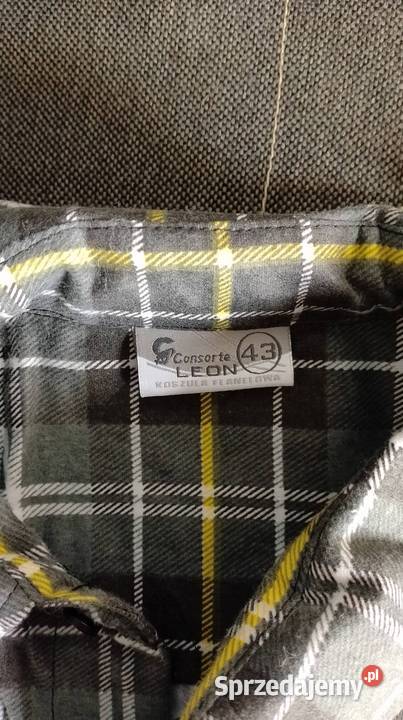 Consorte 43
LEON
KOSZULA FLANELOWA
Sprzedajemy.pl